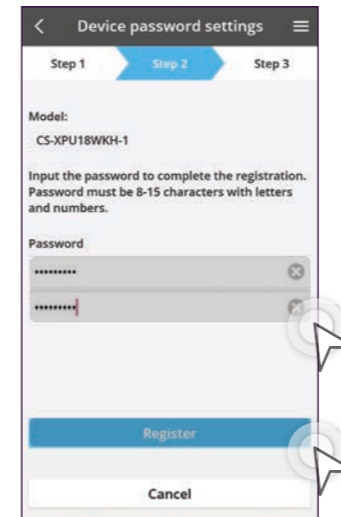 Device password settings
Step 1 Step 2 Step 3
Model:
CS-XPU18WKH-1
Input the password to complete the registration.
Password must be 8-15 characters with letters
and numbers.
Password
•••••••••
•••••••••
Register
Cancel